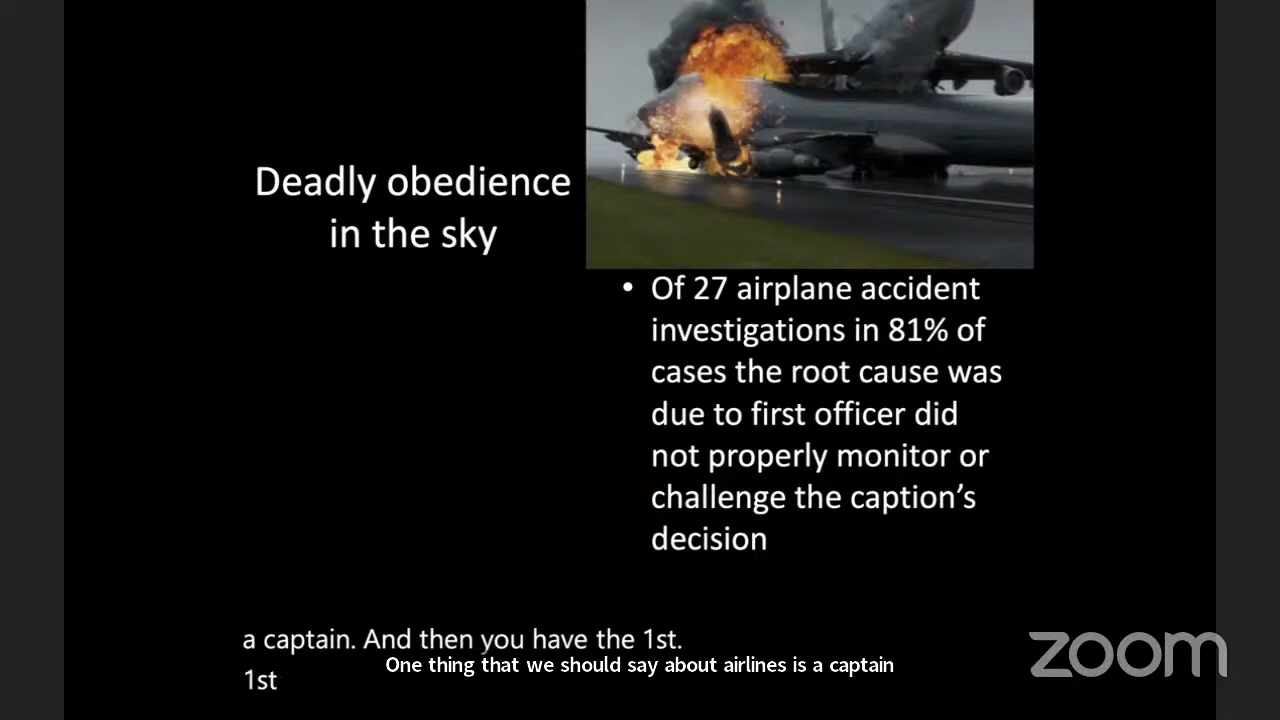 Deadly obedience
in the sky
• Of 27 airplane accident
investigations in 81% of
cases the root cause was
due to first officer did
not properly monitor or
challenge the caption’s
decision
a captain. And then you have the 1st.
One thing that we should say about airlines is a captain
1st
zoom